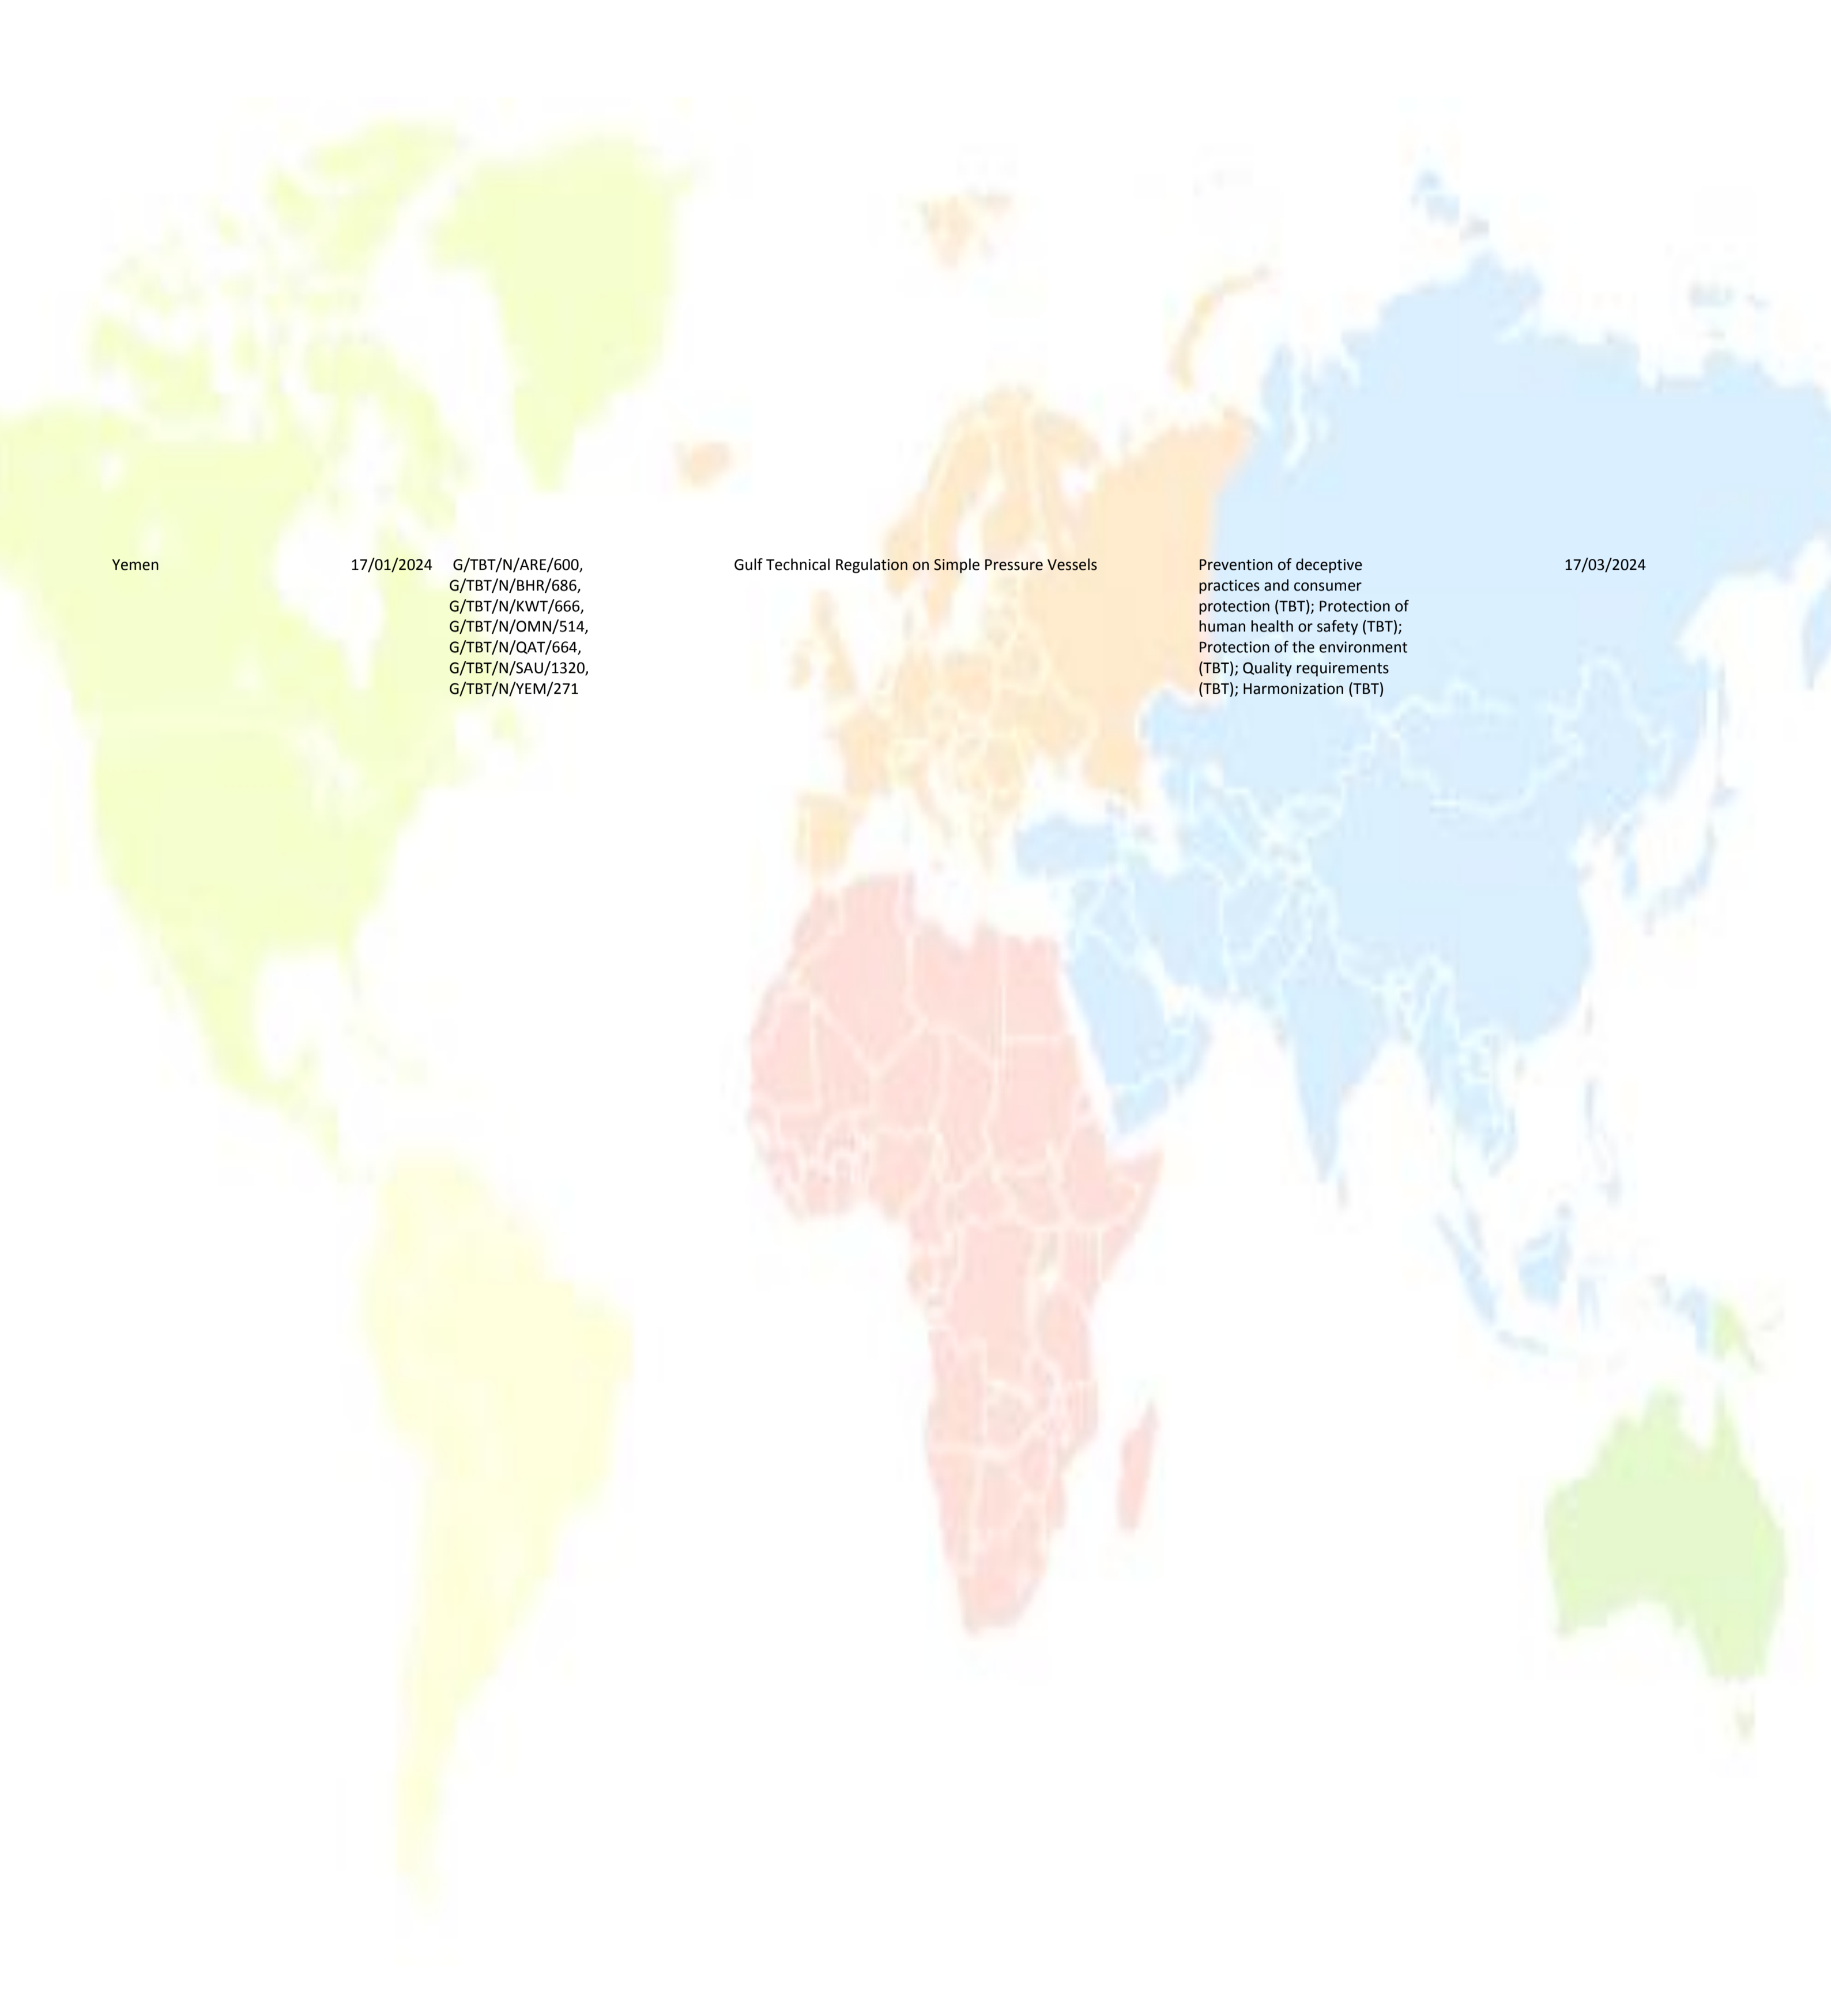 Yemen 17/01/2024 G/TBT/N/ARE/600, Gulf Technical Regulation on Simple Pressure Vessels Prevention of deceptive 17/03/2024
G/TBT/N/BHR/686, practices and consumer
G/TBT/N/KWT/666, protection (TBT); Protection of
G/TBT/N/OMN/514, human health or safety (TBT);
G/TBT/N/QAT/664, Protection of the environment
G/TBT/N/SAU/1320, (TBT); Quality requirements
G/TBT/N/YEM/271 (TBT); Harmonization (TBT)